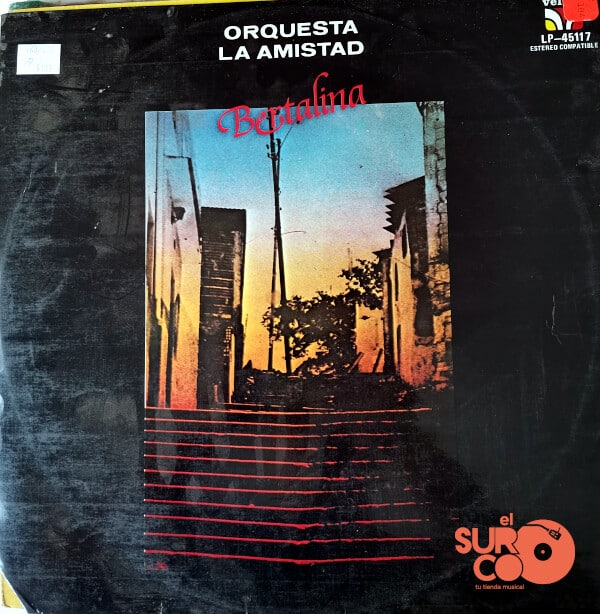 ORQUESTA
LA AMISTAD
LP-45117
ESTEREO COMPATIBLE
Bertalina
el
SURCO
tu tienda musical